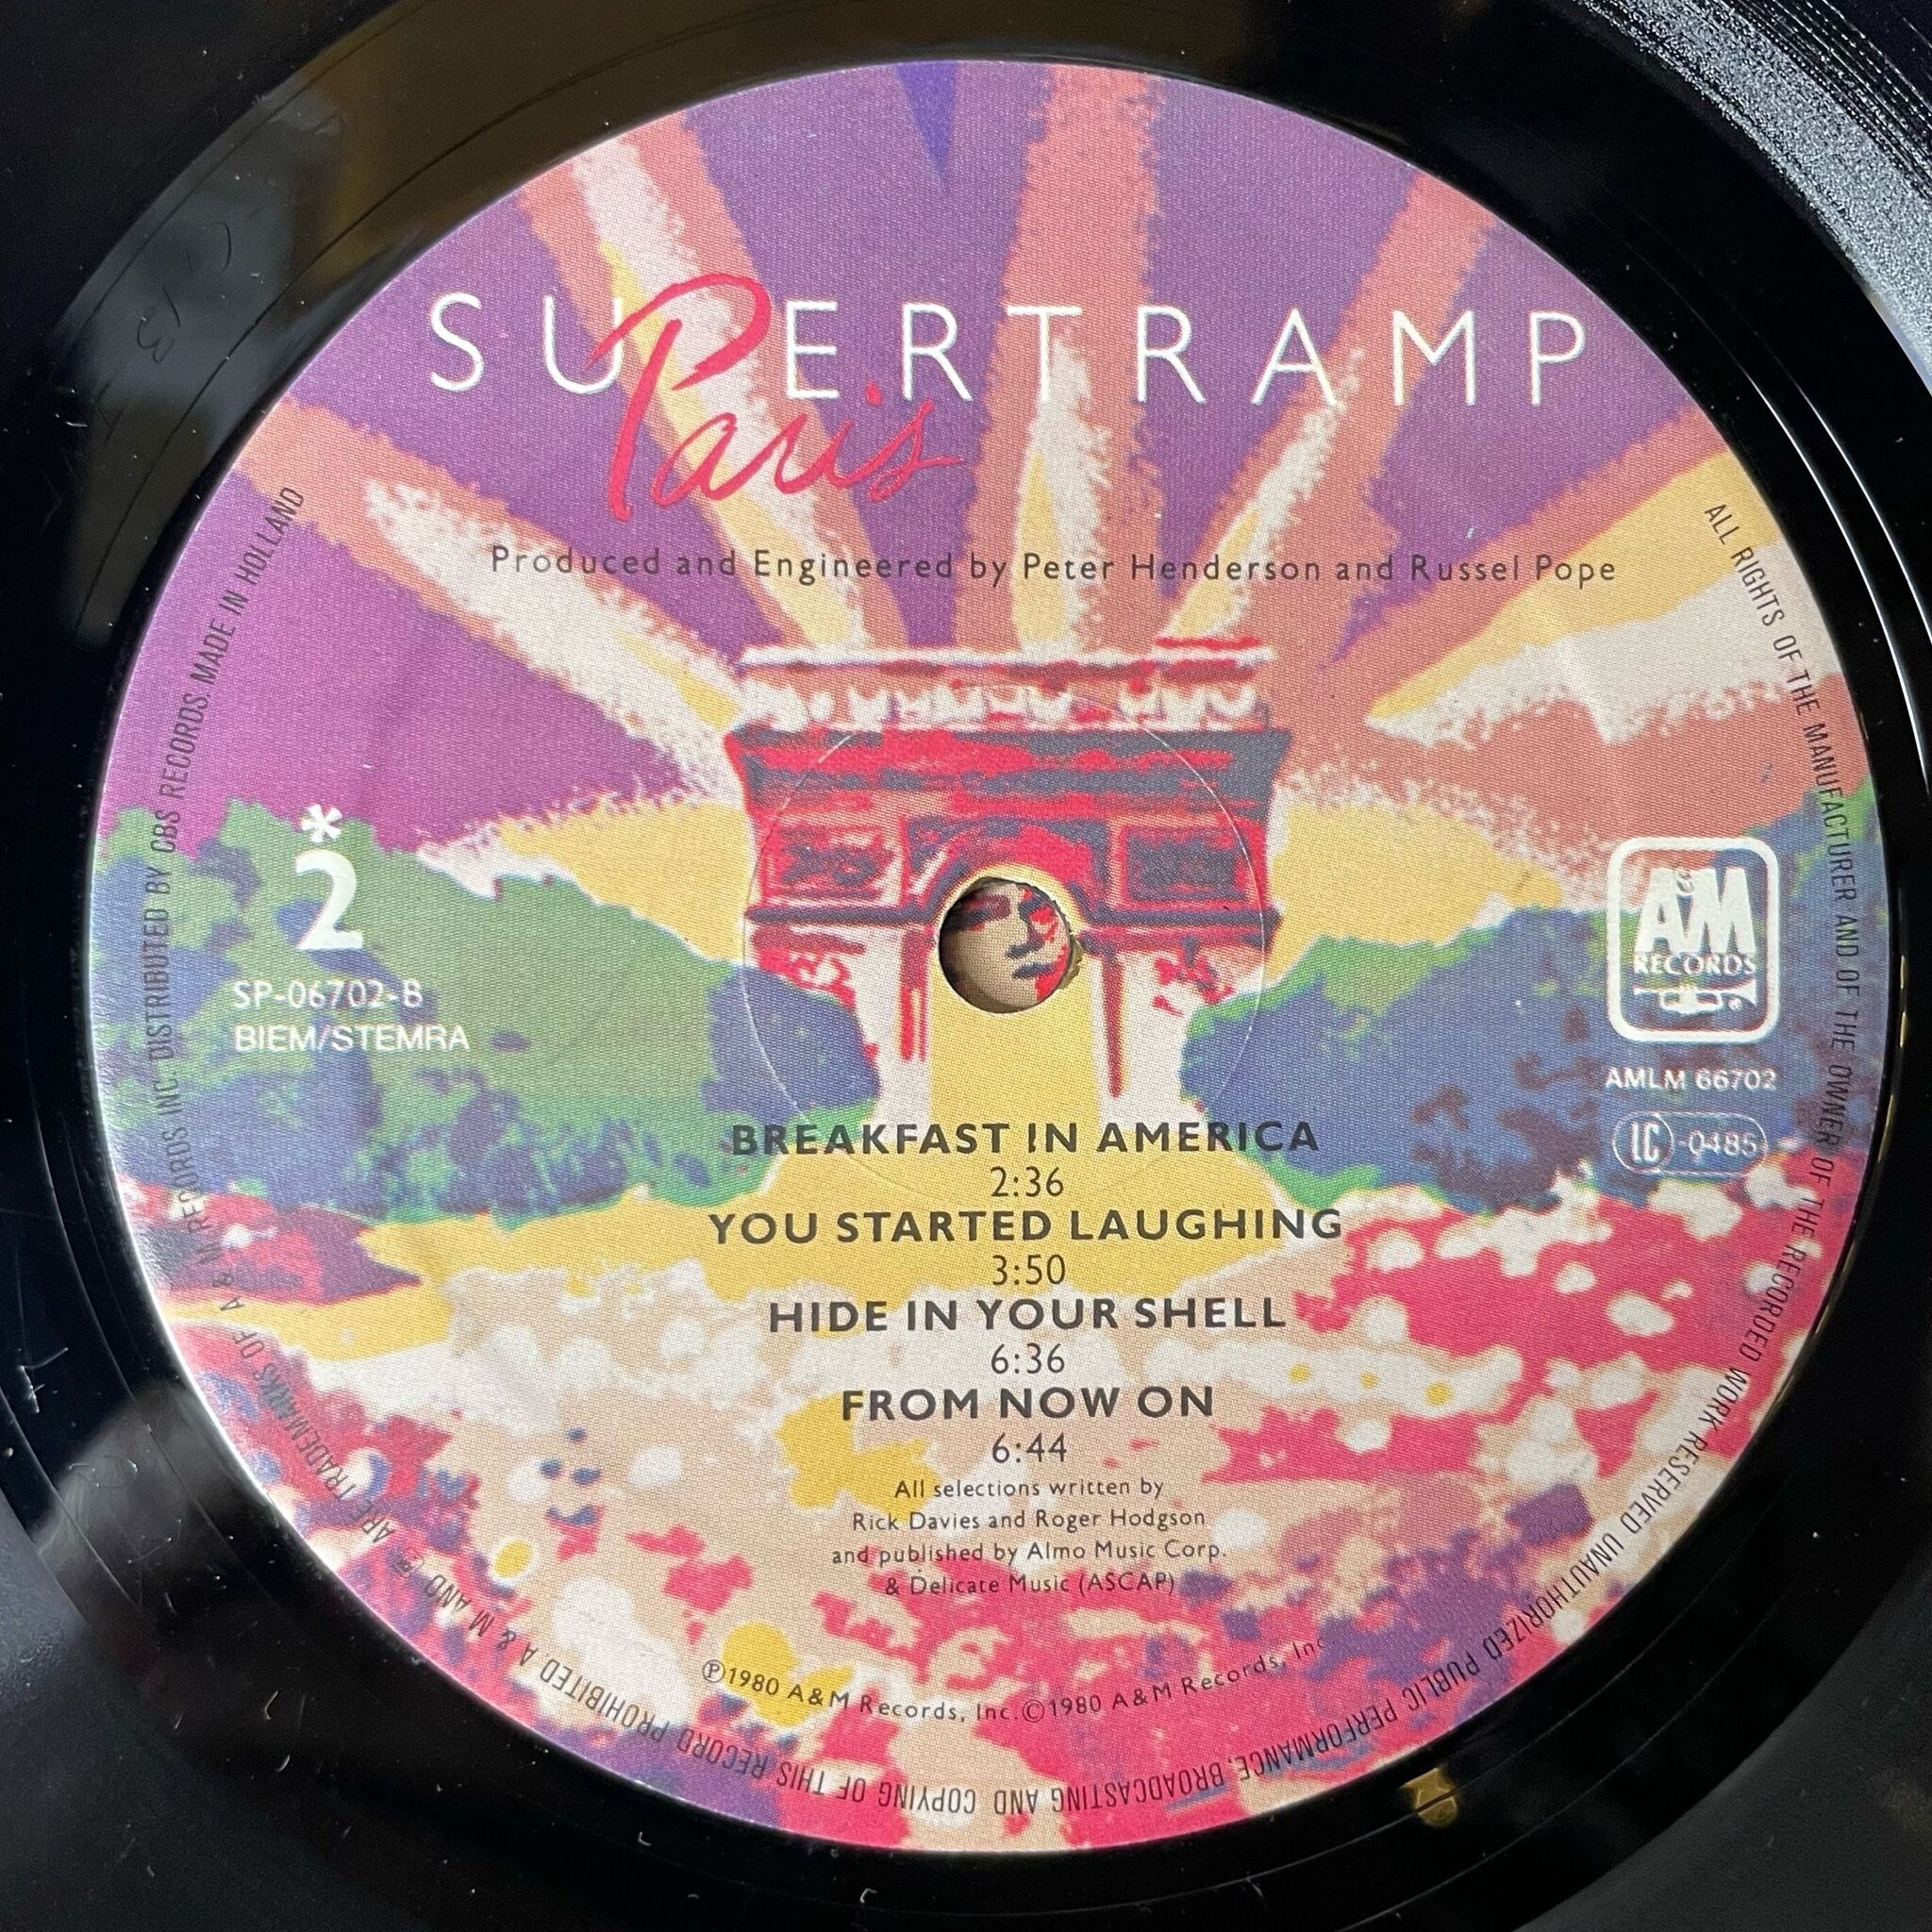 SUPERTRAMP
Paris
Produced and Engineered by Peter Henderson and Russel Pope
*
2
SP-06702-B
BIEM/STEMRA
A&M
RECORDS
AMLM 66702
LC-0485
BREAKFAST IN AMERICA
2:36
YOU STARTED LAUGHING
3:50
HIDE IN YOUR SHELL
6:36
FROM NOW ON
6:44
All selections written by
Rick Davies and Roger Hodgson
and published by Almo Music Corp.
& Delicate Music (ASCAP)
Ⓟ1980 A&M Records, Inc.©1980 A&M Records, Inc.
ALL RIGHTS OF THE MANUFACTURER AND OF THE OWNER OF THE RECORDED WORK RESERVED UNAUTHORIZED PUBLIC PERFORMANCE, BROADCASTING AND COPYING OF THIS RECORD PROHIBITED A & M AND ARE TRADEMARKS OF A & M RECORDS INC. DISTRIBUTED BY CBS RECORDS. MADE IN HOLLAND